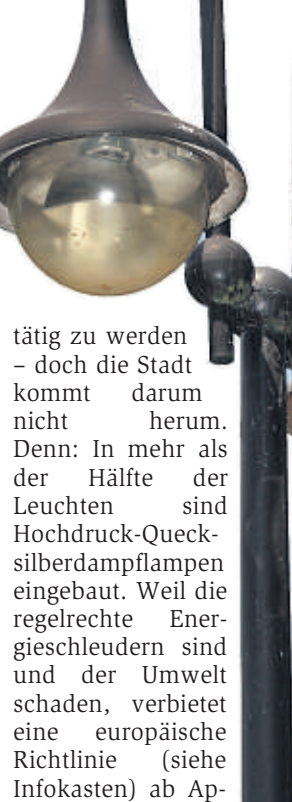 tätig zu werden
– doch die Stadt
kommt darum
nicht herum.
Denn: In mehr als
der Hälfte der
Leuchten sind
Hochdruck-Queck-
silberdampflampen
eingebaut. Weil die
regelrechte Ener-
gieschleudern sind
und der Umwelt
schaden, verbietet
eine europäische
Richtlinie (siehe
Infokasten) ab Ap-